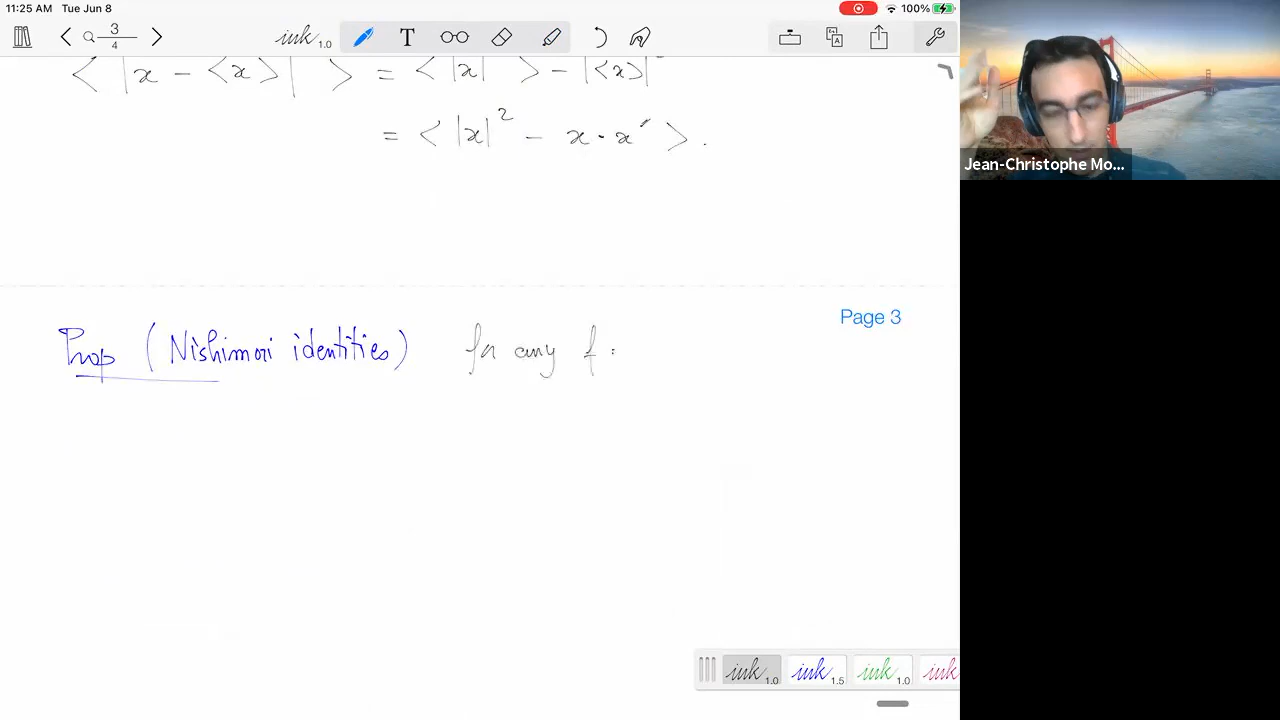 11:25 AM Tue Jun 8
100%
3
4
ink 1.0
T
< |x - <x>| > = < |x| > - |<x>|
= < |x|² - x · x' > .
Page 3
Prop (Nishimori identities) for any f :
Jean-Christophe Mo...
ink 1.0 ink 1.5 ink 1.0 ink